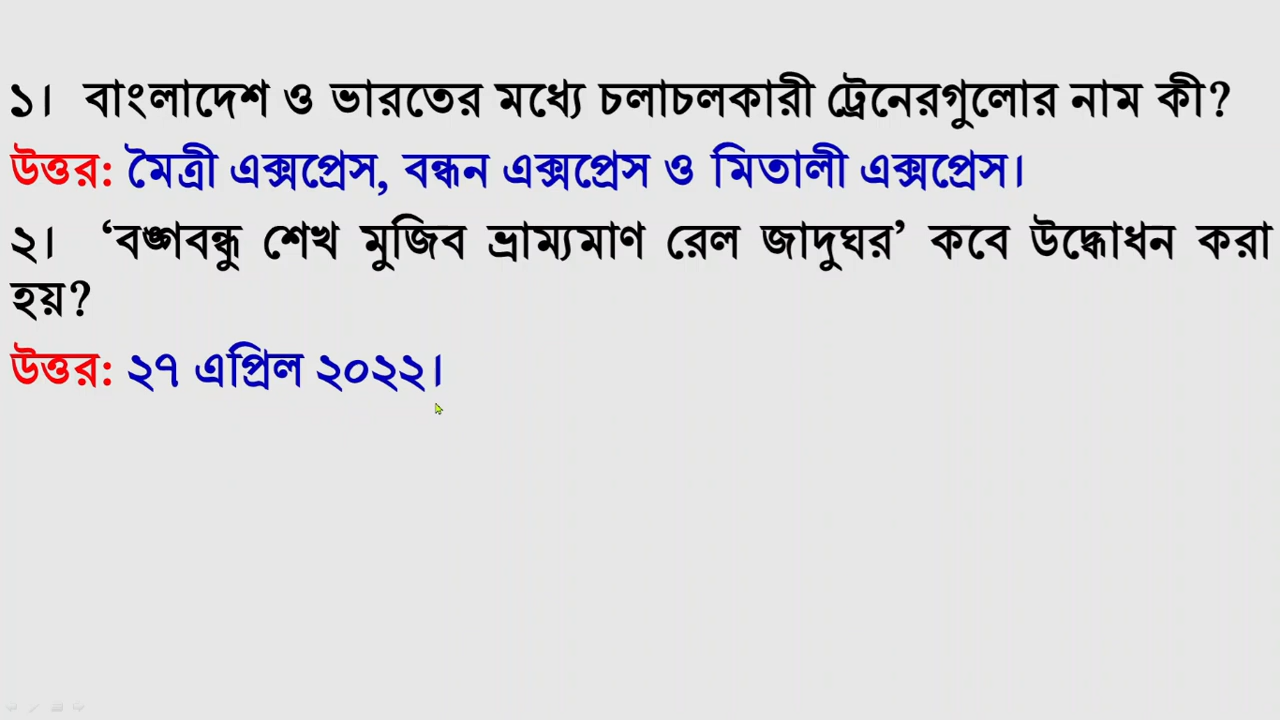 ১। বাংলাদেশ ও ভারতের মধ্যে চলাচলকারী ট্রেনেরগুলোর নাম কী?
উত্তর: মৈত্রী এক্সপ্রেস, বন্ধন এক্সপ্রেস ও মিতালী এক্সপ্রেস।
২। ‘বঙ্গবন্ধু শেখ মুজিব ভ্রাম্যমাণ রেল জাদুঘর’ কবে উদ্ধোধন করা
হয়?
উত্তর: ২৭ এপ্রিল ২০২২।